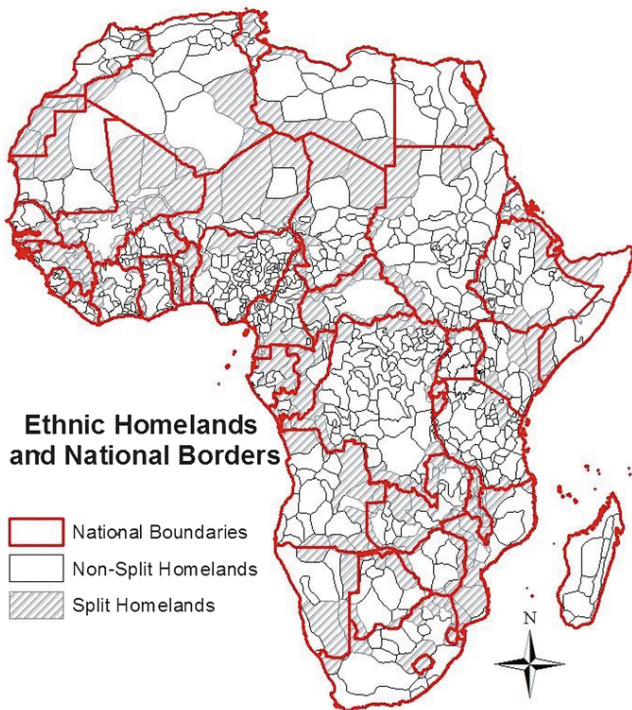 Ethnic Homelands
and National Borders
National Boundaries
Non-Split Homelands
Split Homelands
N